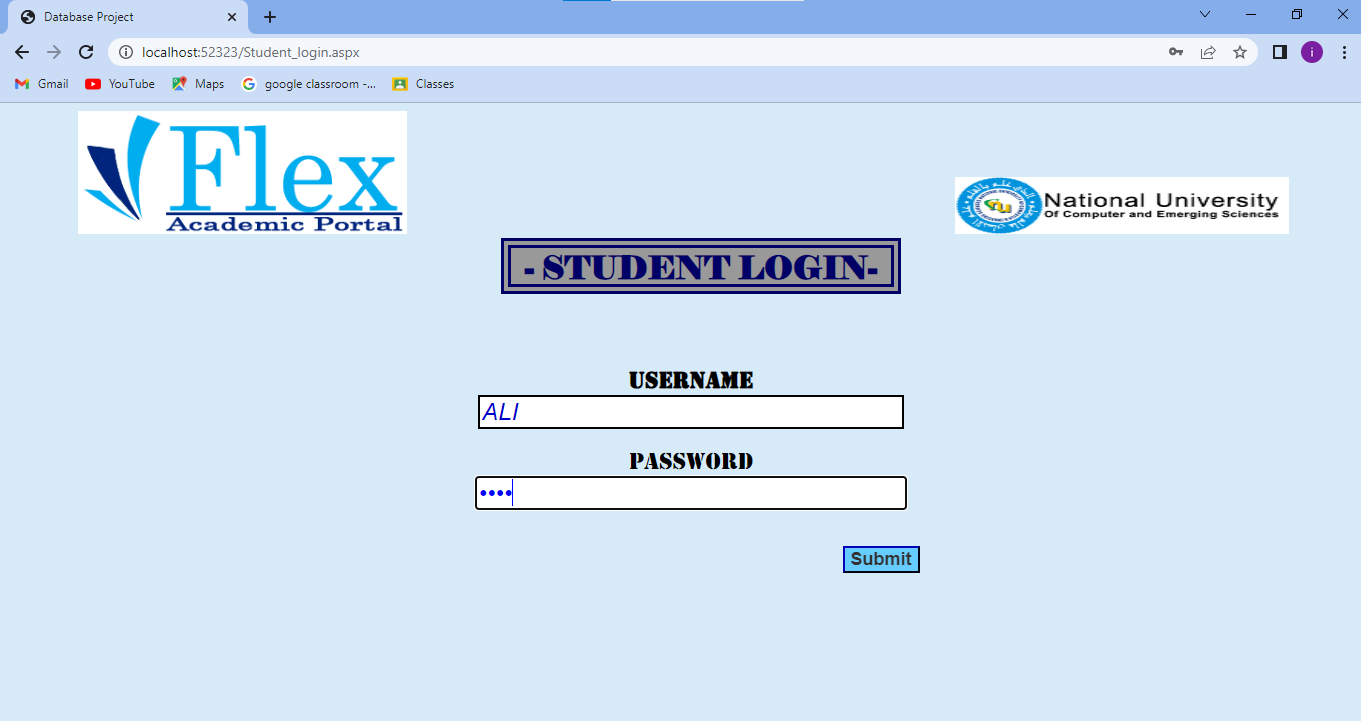 Database Project
localhost:52323/Student_login.aspx
i
Gmail YouTube Maps google classroom -... Classes
Flex
Academic Portal
National University
Of Computer and Emerging Sciences
- STUDENT LOGIN-
USERNAME
ALI
PASSWORD
••••
Submit